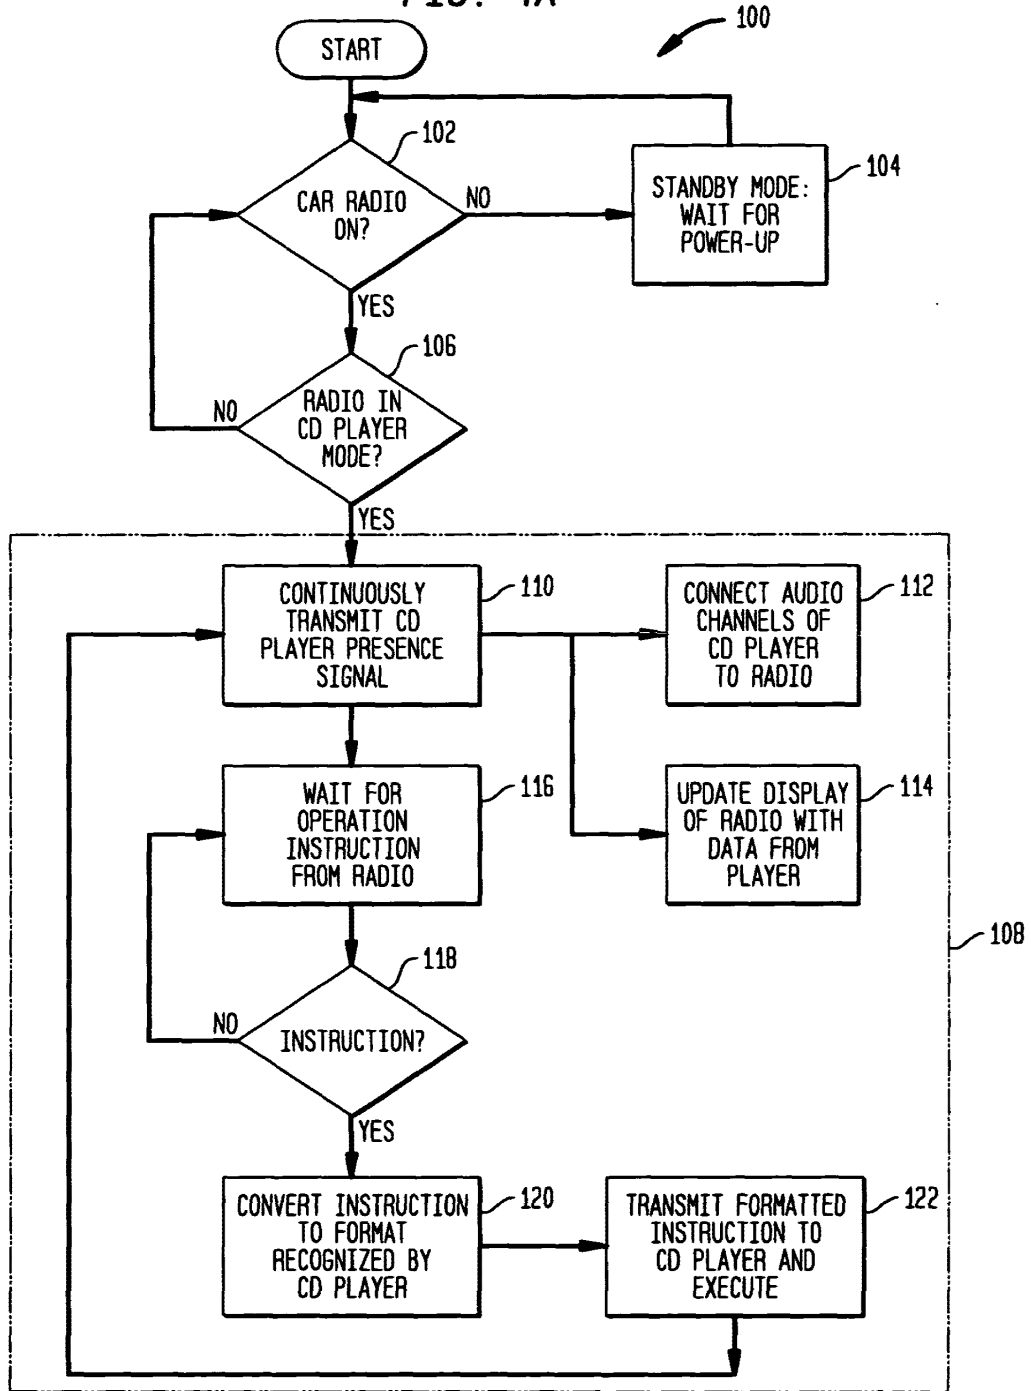 FIG. 4A
100
START
102
CAR RADIO
ON?
NO
104
STANDBY MODE:
WAIT FOR
POWER-UP
YES
106
RADIO IN
CD PLAYER
MODE?
NO
YES
110
CONTINUOUSLY
TRANSMIT CD
PLAYER PRESENCE
SIGNAL
112
CONNECT AUDIO
CHANNELS OF
CD PLAYER
TO RADIO
116
WAIT FOR
OPERATION
INSTRUCTION
FROM RADIO
114
UPDATE DISPLAY
OF RADIO WITH
DATA FROM
PLAYER
108
118
INSTRUCTION?
NO
YES
120
CONVERT INSTRUCTION
TO FORMAT
RECOGNIZED BY
CD PLAYER
122
TRANSMIT FORMATTED
INSTRUCTION TO
CD PLAYER AND
EXECUTE